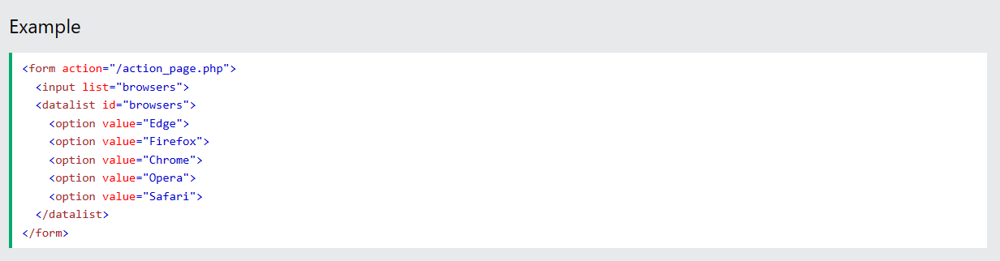 Example
<form action="/action_page.php">
  <input list="browsers">
  <datalist id="browsers">
    <option value="Edge">
    <option value="Firefox">
    <option value="Chrome">
    <option value="Opera">
    <option value="Safari">
  </datalist>
</form>